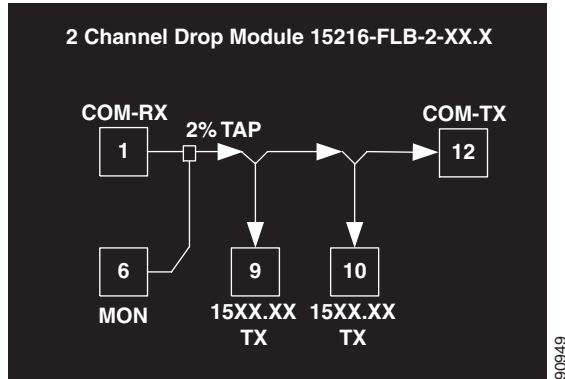 2 Channel Drop Module 15216-FLB-2-XX.X
COM-RX
COM-TX
2% TAP
1
12
6
9
10
MON
15XX.XX
TX
15XX.XX
TX
90949